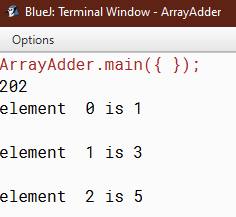 BlueJ: Terminal Window - ArrayAdder
Options
ArrayAdder.main({ });
202
element  0 is 1
element  1 is 3
element  2 is 5